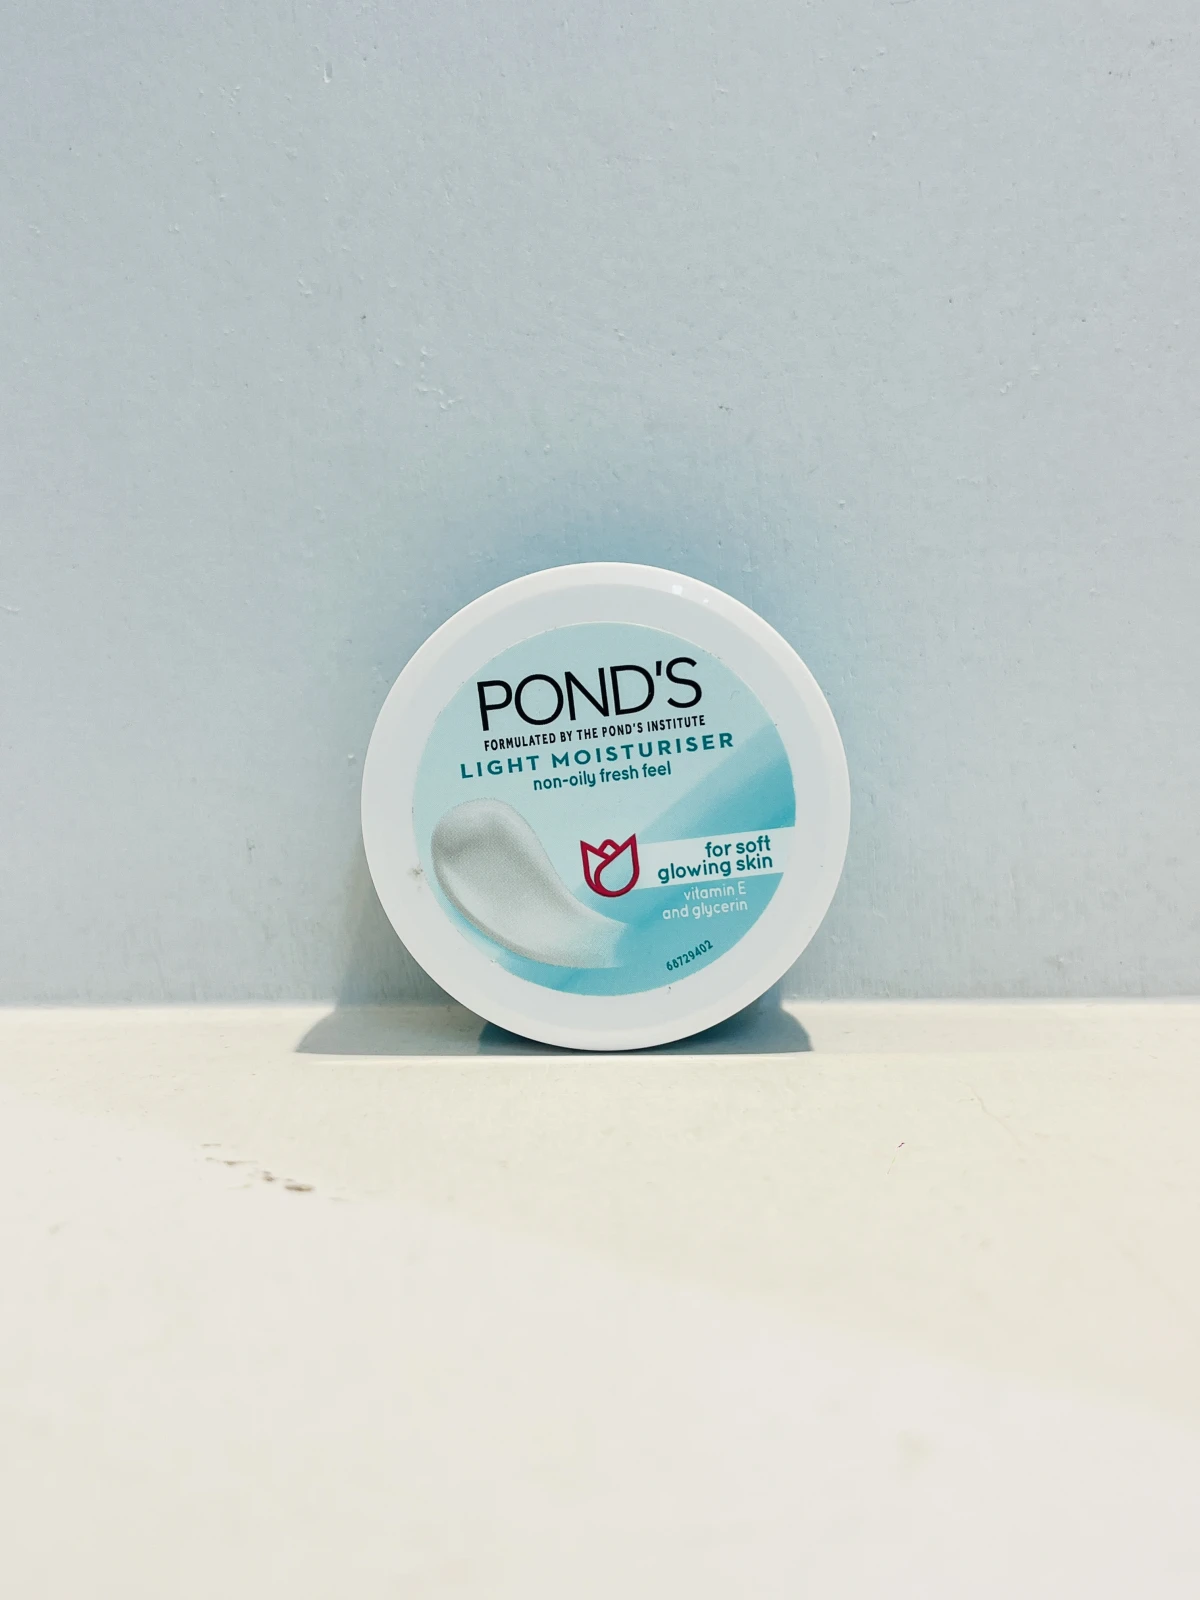 POND'S
FORMULATED BY THE POND'S INSTITUTE
LIGHT MOISTURISER
non-oily fresh feel
for soft
glowing skin
vitamin E
and glycerin
68729402